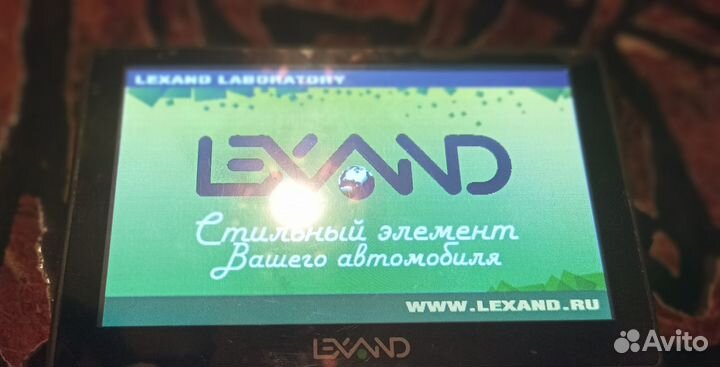 LEXAND LABORATORY
LEXAND
Стильный элемент
Вашего автомобиля
WWW.LEXAND.RU
LEXAND
Avito